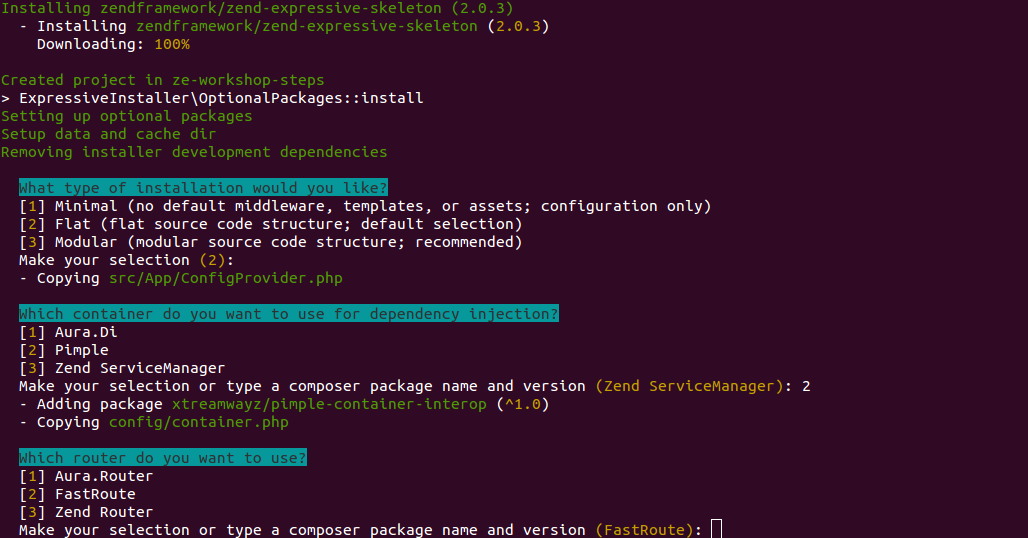 Installing zendframework/zend-expressive-skeleton (2.0.3)
  - Installing zendframework/zend-expressive-skeleton (2.0.3)
    Downloading: 100%
Created project in ze-workshop-steps
> ExpressiveInstaller\OptionalPackages::install
Setting up optional packages
Setup data and cache dir
Removing installer development dependencies
  What type of installation would you like?
  [1] Minimal (no default middleware, templates, or assets; configuration only)
  [2] Flat (flat source code structure; default selection)
  [3] Modular (modular source code structure; recommended)
  Make your selection (2):
  - Copying src/App/ConfigProvider.php
  Which container do you want to use for dependency injection?
  [1] Aura.Di
  [2] Pimple
  [3] Zend ServiceManager
  Make your selection or type a composer package name and version (Zend ServiceManager): 2
  - Adding package xtreamwayz/pimple-container-interop (^1.0)
  - Copying config/container.php
  Which router do you want to use?
  [1] Aura.Router
  [2] FastRoute
  [3] Zend Router
  Make your selection or type a composer package name and version (FastRoute):